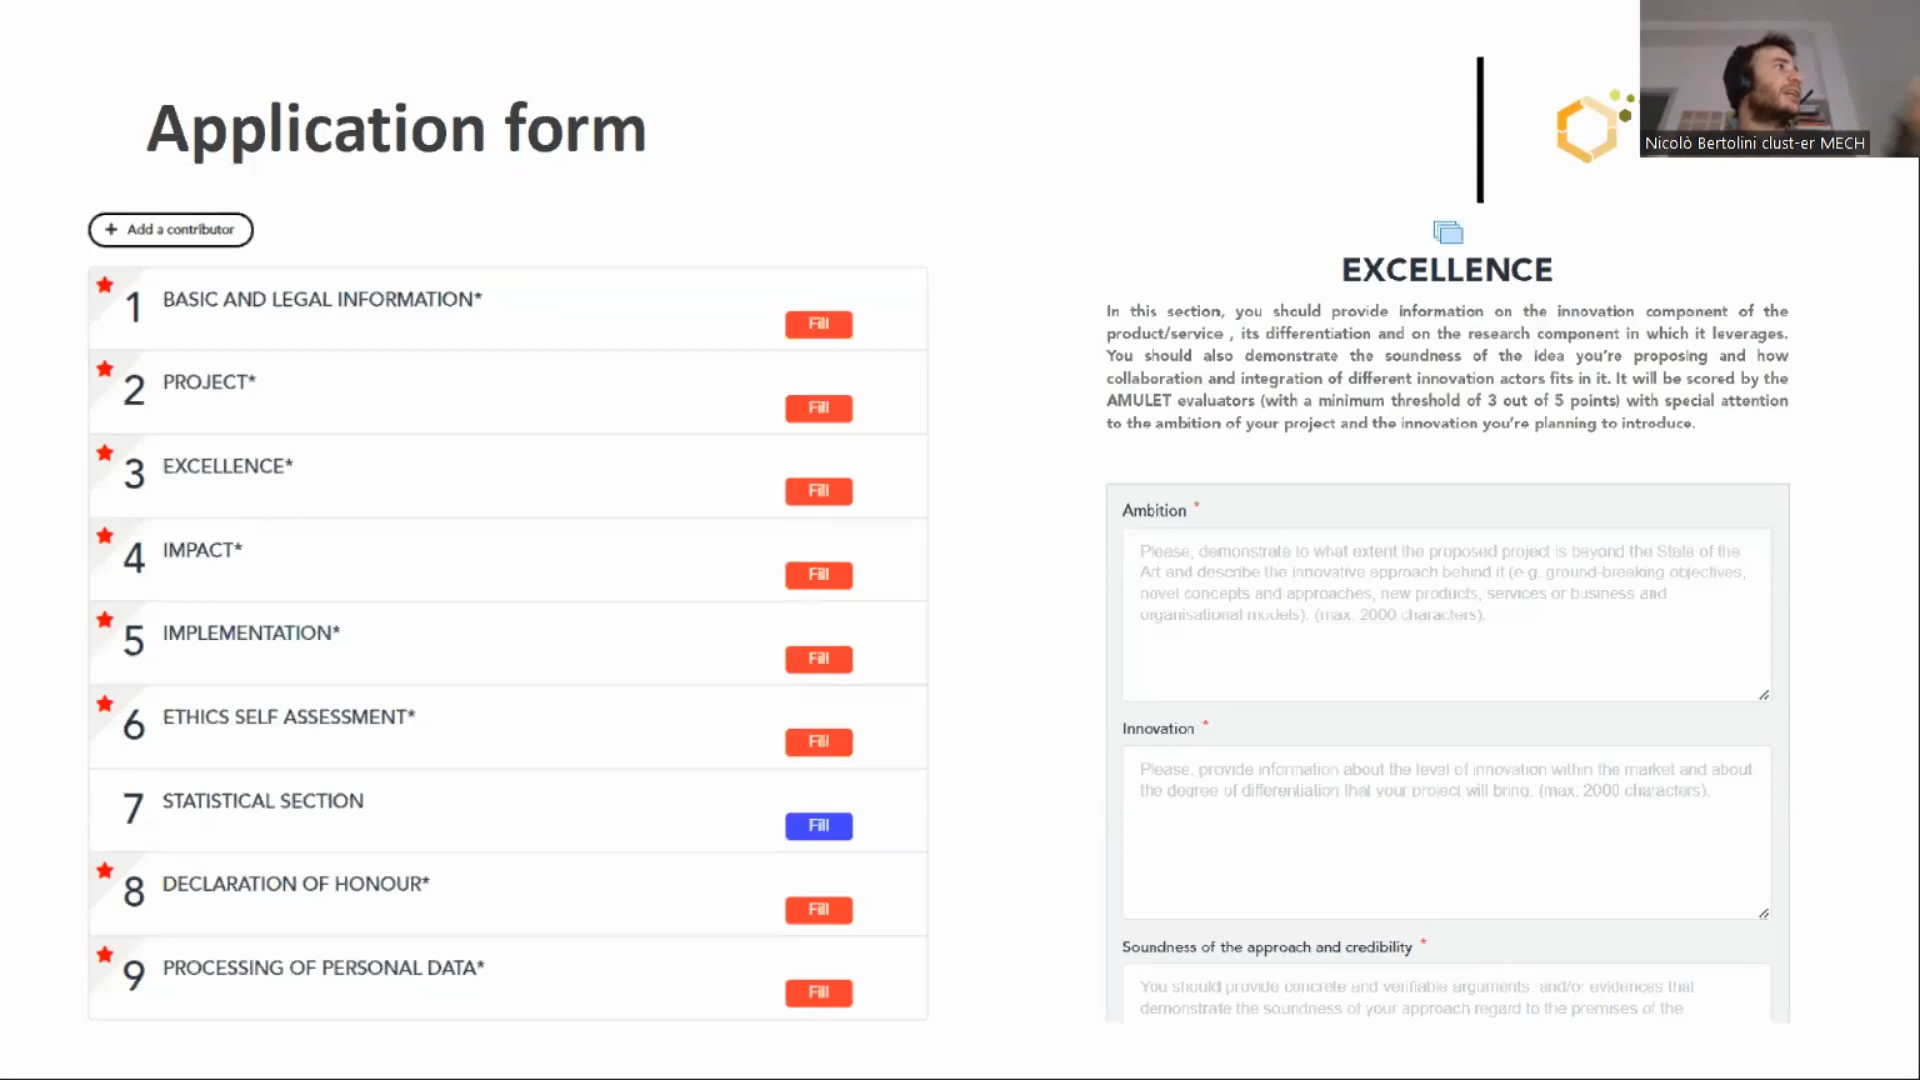 Application form
Nicolò Bertolini clust-er MECH
+ Add a contributor
1 BASIC AND LEGAL INFORMATION*
Fill
2 PROJECT*
Fill
3 EXCELLENCE*
Fill
4 IMPACT*
Fill
5 IMPLEMENTATION*
Fill
6 ETHICS SELF ASSESSMENT*
Fill
7 STATISTICAL SECTION
Fill
8 DECLARATION OF HONOUR*
Fill
9 PROCESSING OF PERSONAL DATA*
Fill
EXCELLENCE
In this section, you should provide information on the innovation component of the
product/service , its differentiation and on the research component in which it leverages.
You should also demonstrate the soundness of the idea you're proposing and how
collaboration and integration of different innovation actors fits in it. It will be scored by the
AMULET evaluators (with a minimum threshold of 3 out of 5 points) with special attention
to the ambition of your project and the innovation you're planning to introduce.
Ambition *
Please, demonstrate to what extent the proposed project is beyond the State of the
Art and describe the innovative approach behind it (e.g. ground-breaking objectives,
novel concepts and approaches, new products, services or business and
organisational models). (max. 2000 characters).
Innovation *
Please, provide information about the level of innovation within the market and about
the degree of differentiation that your project will bring. (max. 2000 characters).
Soundness of the approach and credibility *
You should provide concrete and verifiable arguments, and/or evidences that
demonstrate the soundness of your approach regard to the premises of the